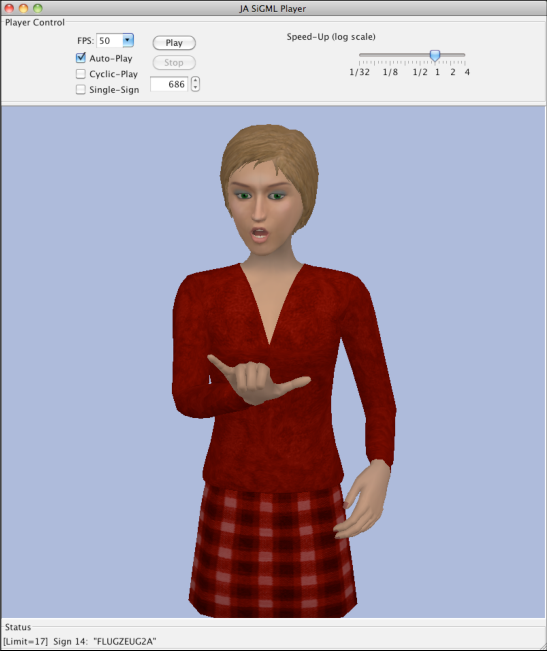 JA SiGML Player
Player Control
FPS: 50
Play
Speed-Up (log scale)
Auto-Play
Stop
Cyclic-Play
1/32 1/8 1/2 1 2 4
Single-Sign
686
Status
[Limit=17] Sign 14: "FLUGZEUG2A"